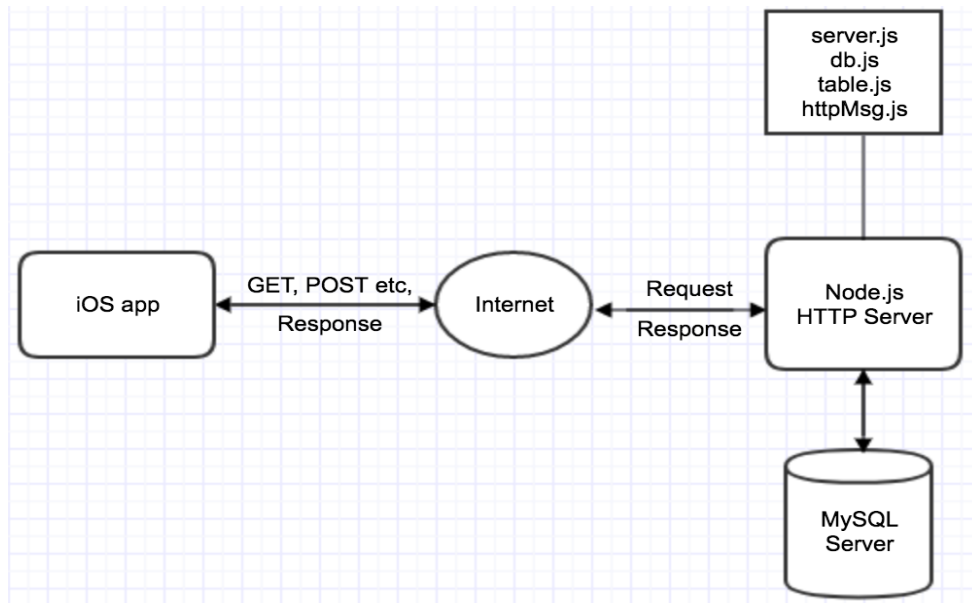 server.js
db.js
table.js
httpMsg.js
iOS app
GET, POST etc,
Response
Internet
Request
Response
Node.js
HTTP Server
MySQL
Server